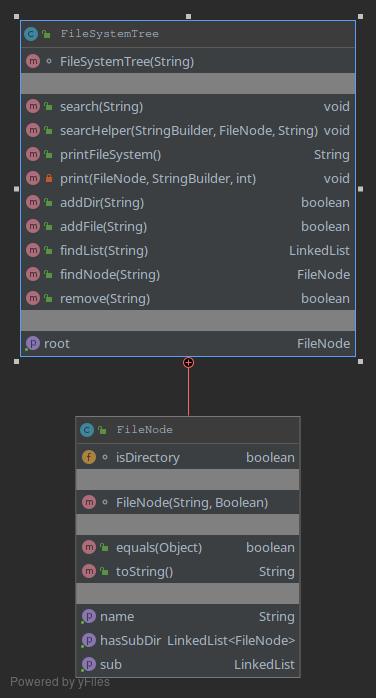 FileSystemTree
FileSystemTree(String)
search(String) void
searcHelper(StringBuilder, FileNode, String) void
printFileSystem() String
print(FileNode, StringBuilder, int) void
addDir(String) boolean
addFile(String) boolean
findList(String) LinkedList
findNode(String) FileNode
remove(String) boolean
root FileNode
FileNode
isDirectory boolean
FileNode(String, Boolean)
equals(Object) boolean
toString() String
name String
hasSubDir LinkedList<FileNode>
sub LinkedList
Powered by yFiles